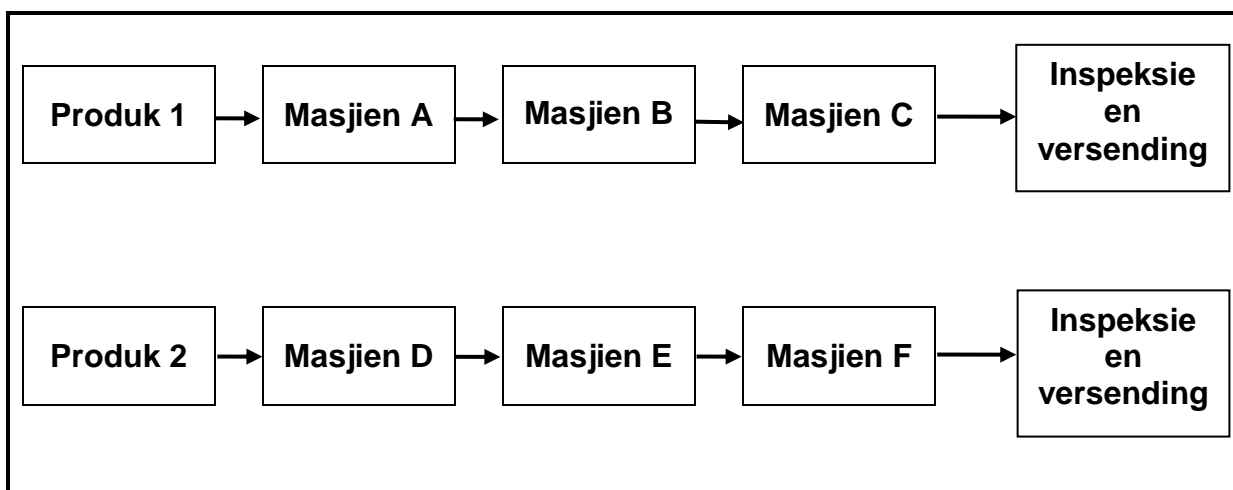 Produk 1
Masjien A
Masjien B
Masjien C
Inspeksie
en
versending
Produk 2
Masjien D
Masjien E
Masjien F
Inspeksie
en
versending